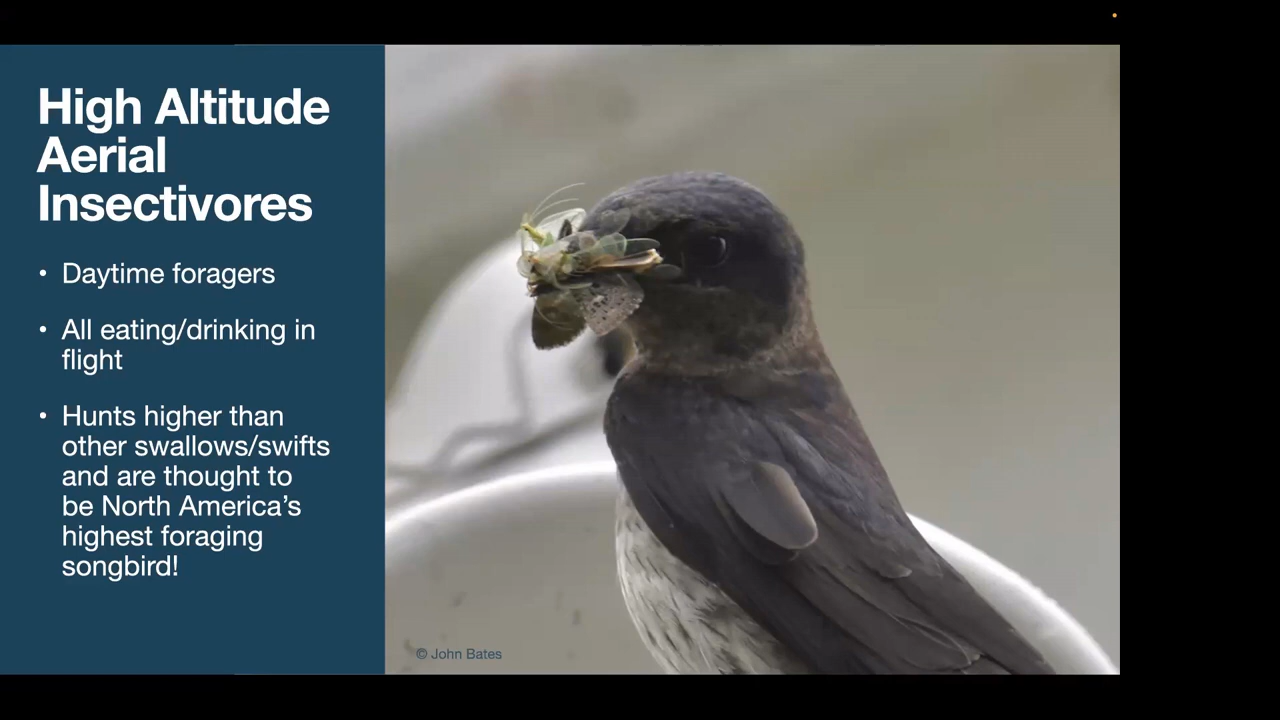 High Altitude
Aerial
Insectivores
• Daytime foragers
• All eating/drinking in
flight
• Hunts higher than
other swallows/swifts
and are thought to
be North America’s
highest foraging
songbird!
© John Bates